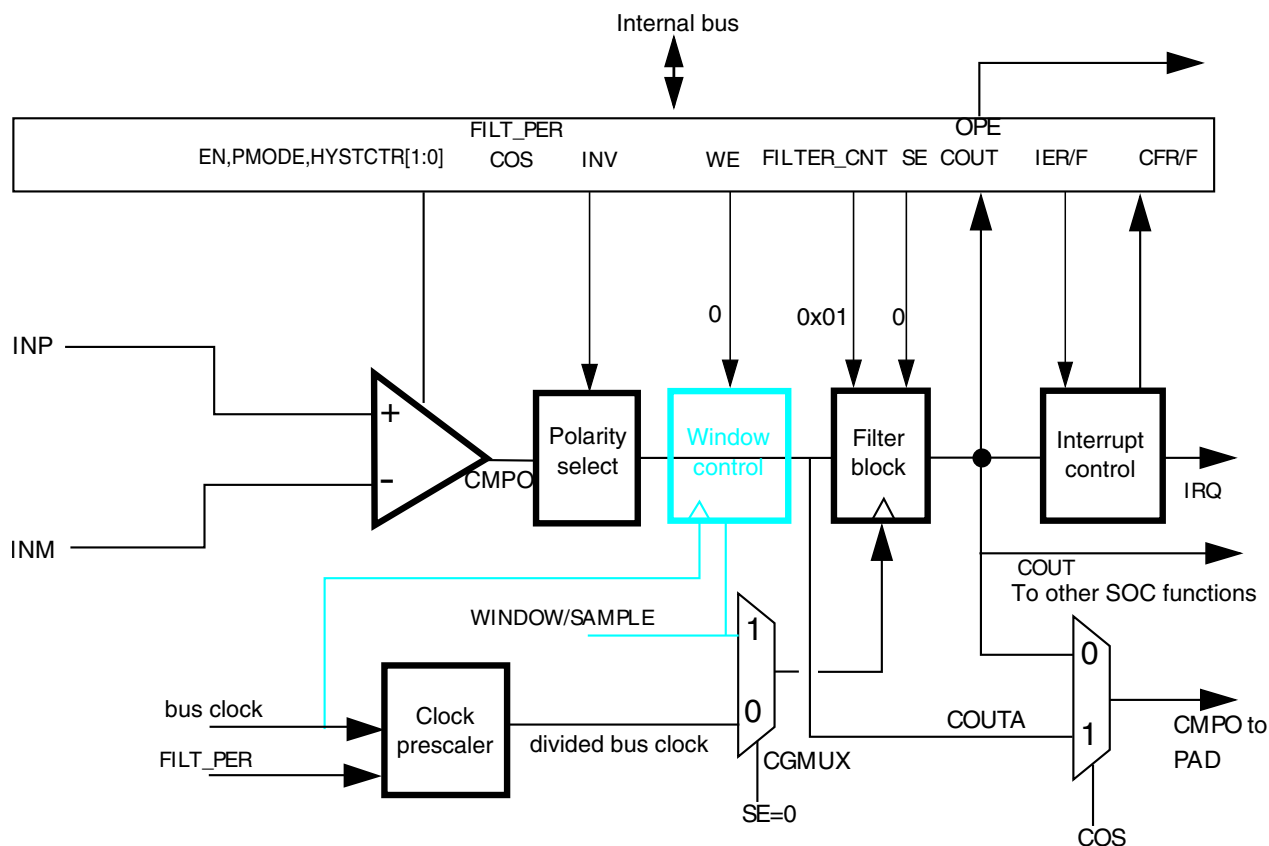 Internal bus
FILT_PER
OPE
EN,PMODE,HYSTCTR[1:0]
COS
INV
WE
FILTER_CNT
SE
COUT
IER/F
CFR/F
0
0x01
0
INP
+
-
INM
CMPO
Polarity
select
Window
control
Filter
block
Interrupt
control
IRQ
COUT
To other SOC functions
WINDOW/SAMPLE
1
0
0
1
bus clock
FILT_PER
Clock
prescaler
divided bus clock
CGMUX
SE=0
COUTA
CMPO to
PAD
COS